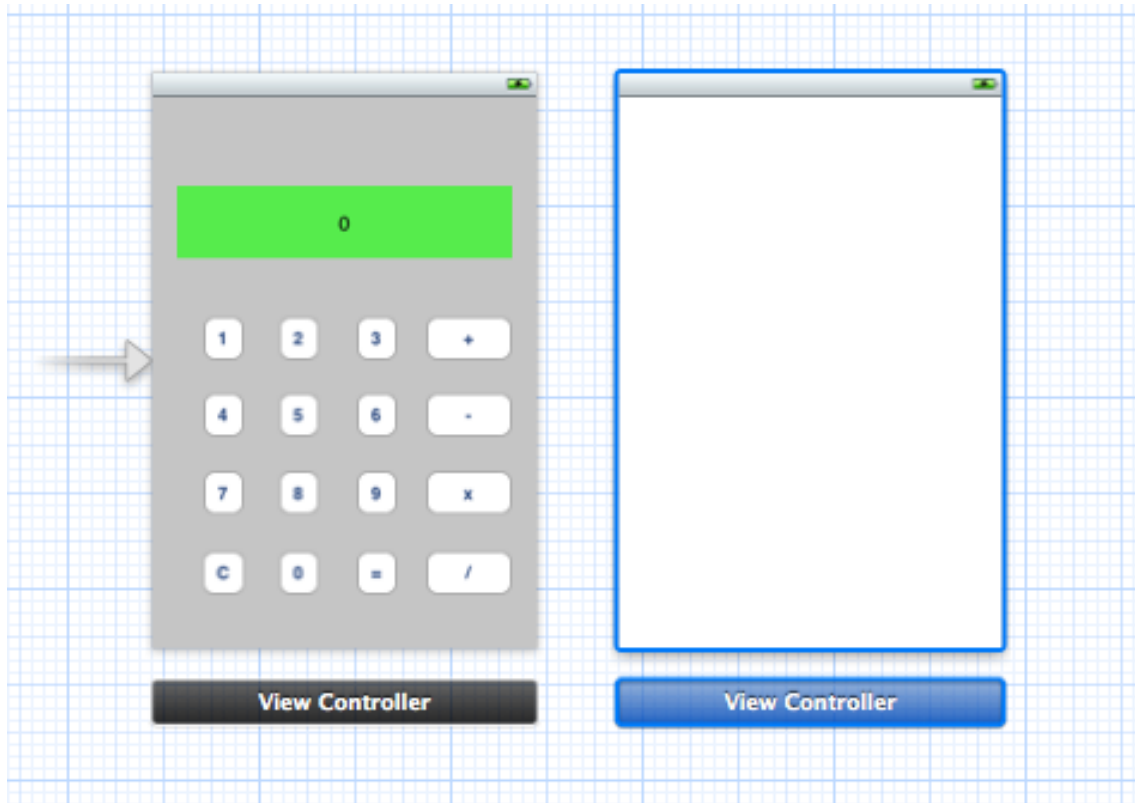 0
1 2 3 +
4 5 6 -
7 8 9 x
C 0 = /
View Controller
View Controller